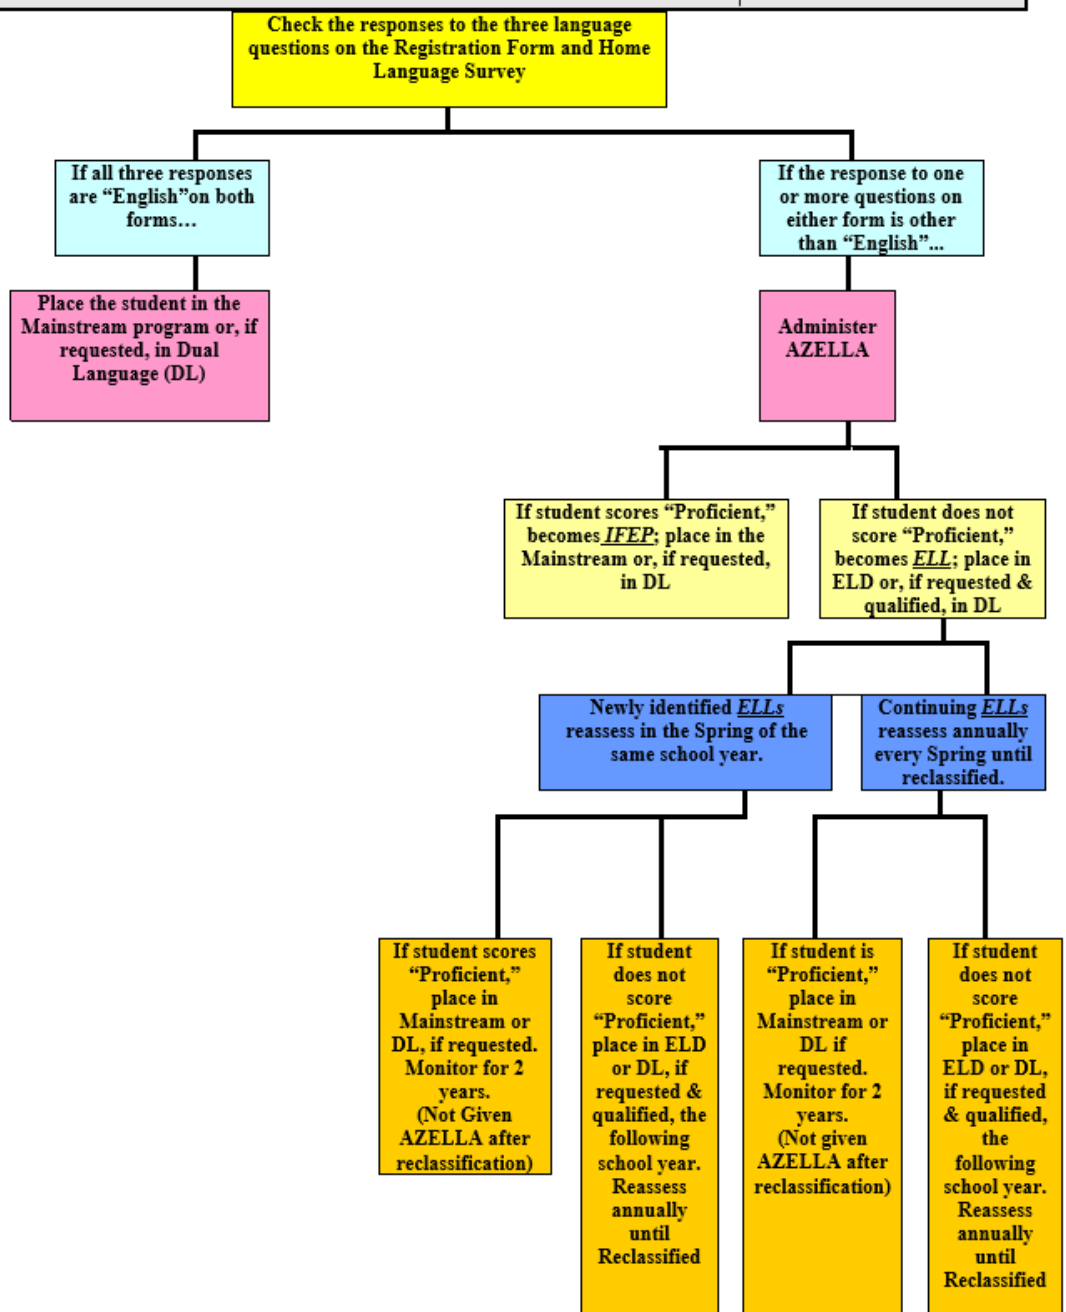 Check the responses to the three language
questions on the Registration Form and Home
Language Survey
If all three responses
are “English”on both
forms…
If the response to one
or more questions on
either form is other
than “English”...
Place the student in the
Mainstream program or, if
requested, in Dual
Language (DL)
Administer
AZELLA
If student scores “Proficient,”
becomes IFEP; place in the
Mainstream or, if requested,
in DL
If student does not
score “Proficient,”
becomes ELL; place in
ELD or, if requested &
qualified, in DL
Newly identified ELLs
reassess in the Spring of the
same school year.
Continuing ELLs
reassess annually
every Spring until
reclassified.
If student scores
“Proficient,”
place in
Mainstream or
DL, if requested.
Monitor for 2
years.
(Not Given
AZELLA after
reclassification)
If student
does not
score
“Proficient,”
place in ELD
or DL, if
requested &
qualified, the
following
school year.
Reassess
annually
until
Reclassified
If student is
“Proficient,”
place in
Mainstream or
DL if
requested.
Monitor for 2
years.
(Not given
AZELLA after
reclassification)
If student
does not
score
“Proficient,”
place in
ELD or DL,
if requested
& qualified,
the
following
school year.
Reassess
annually
until
Reclassified